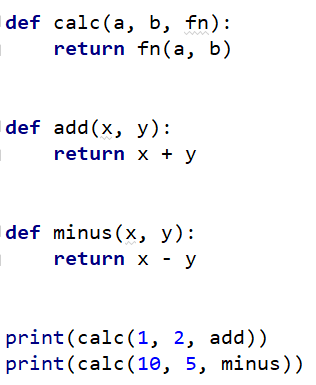 def calc(a, b, fn):
    return fn(a, b)
def add(x, y):
    return x + y
def minus(x, y):
    return x - y
print(calc(1, 2, add))
print(calc(10, 5, minus))